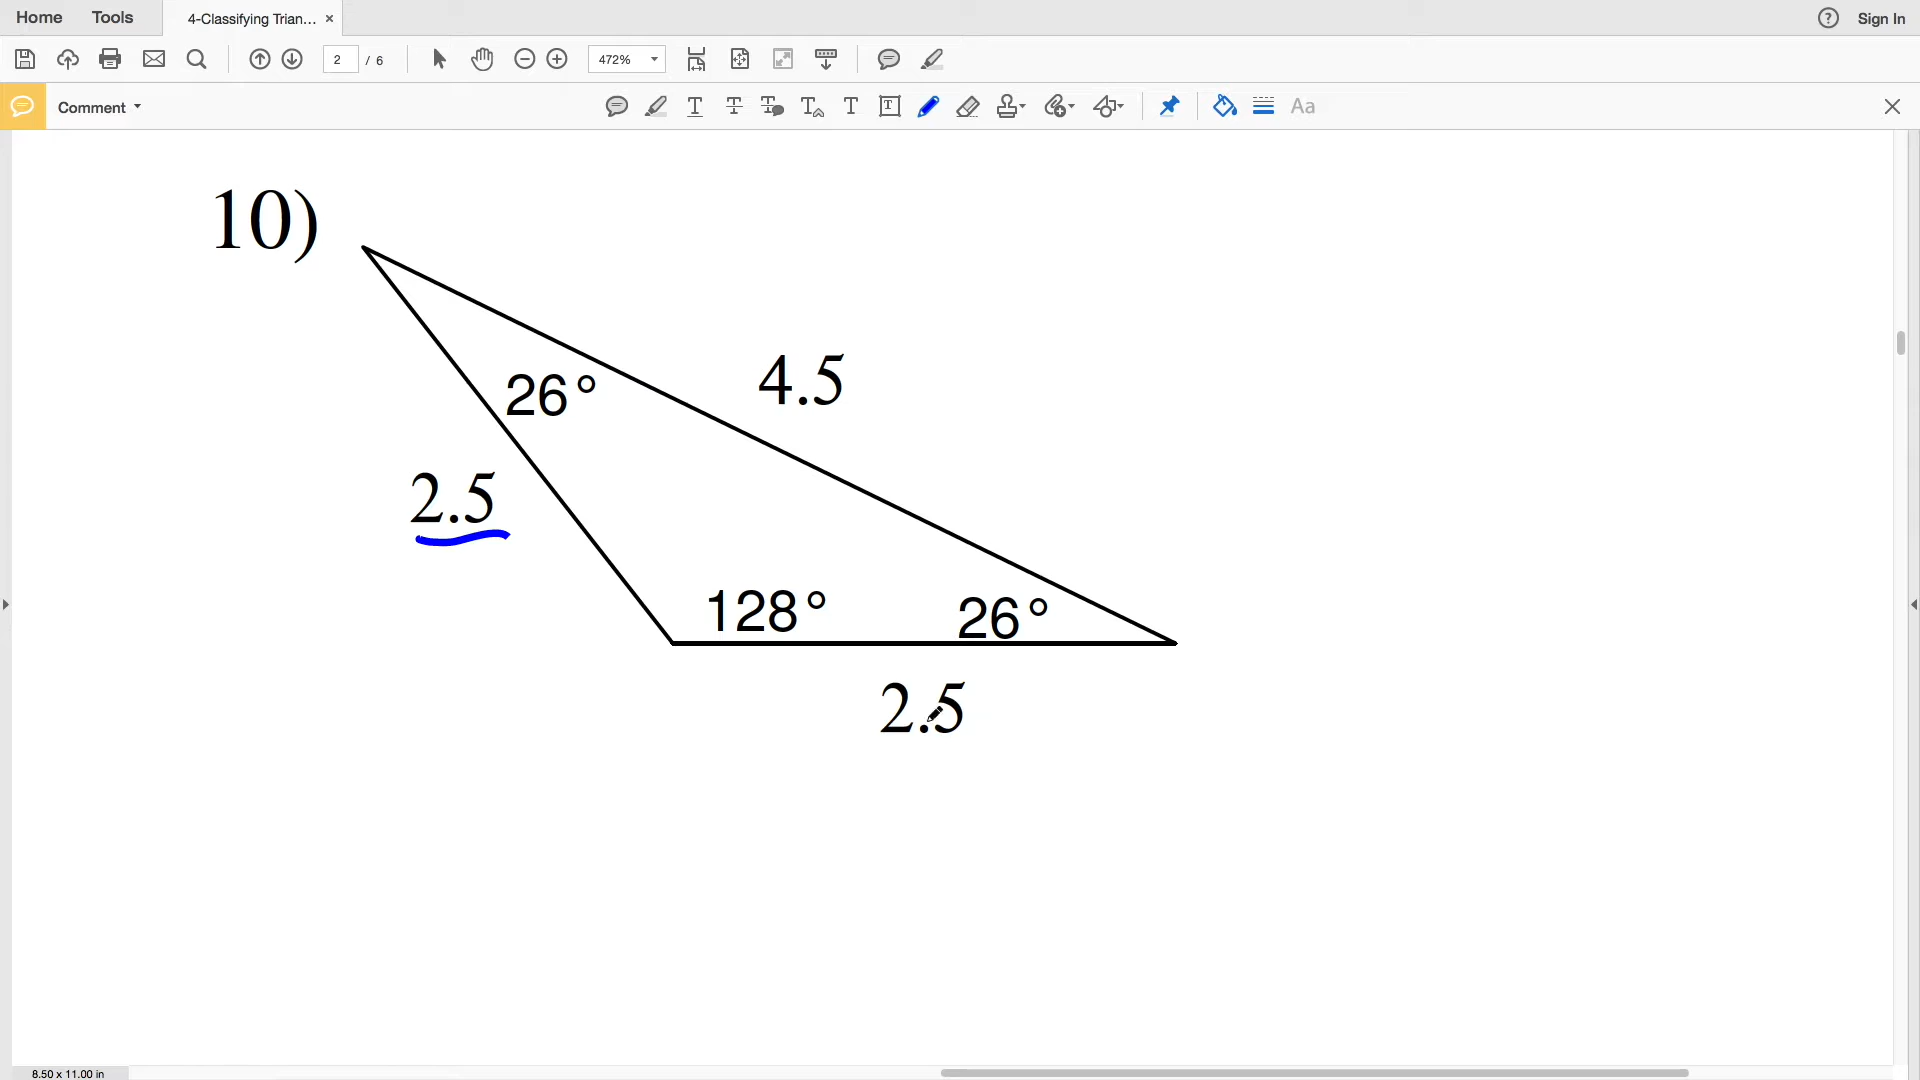 Home Tools 4-Classifying Trian... × ? Sign In
2 / 6 472%
Comment T T T T T T Aa
10)
26°
4.5
2.5
128° 26°
2.5
8.50 x 11.00 in